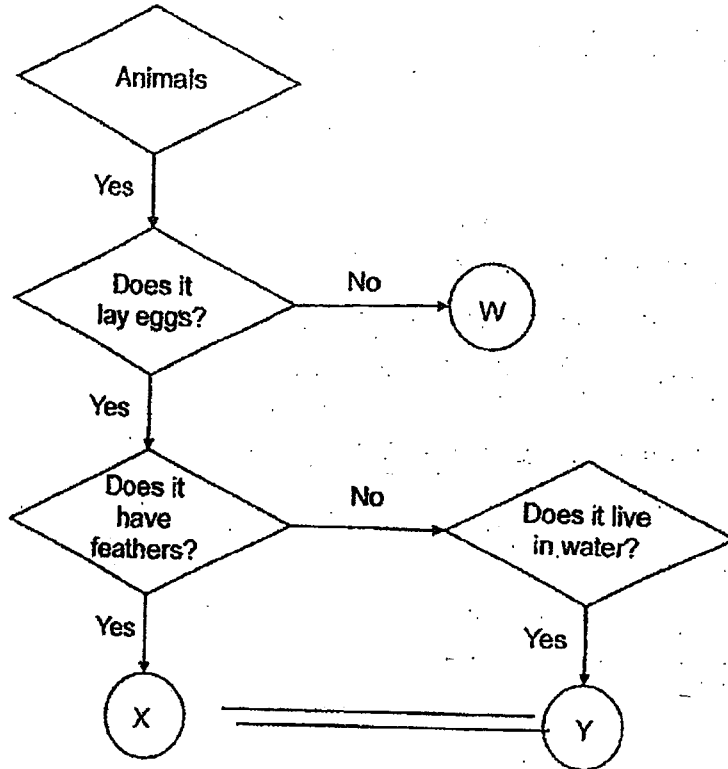 Animals
Yes
Does it
lay eggs?
No
W
Yes
Does it
have
feathers?
No
Does it live
in water?
Yes
X
Yes
Y